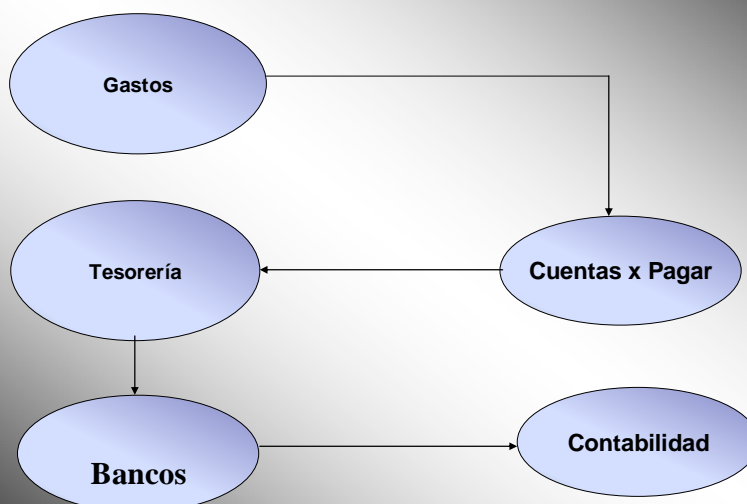 Gastos
Tesorería
Cuentas x Pagar
Bancos
Contabilidad